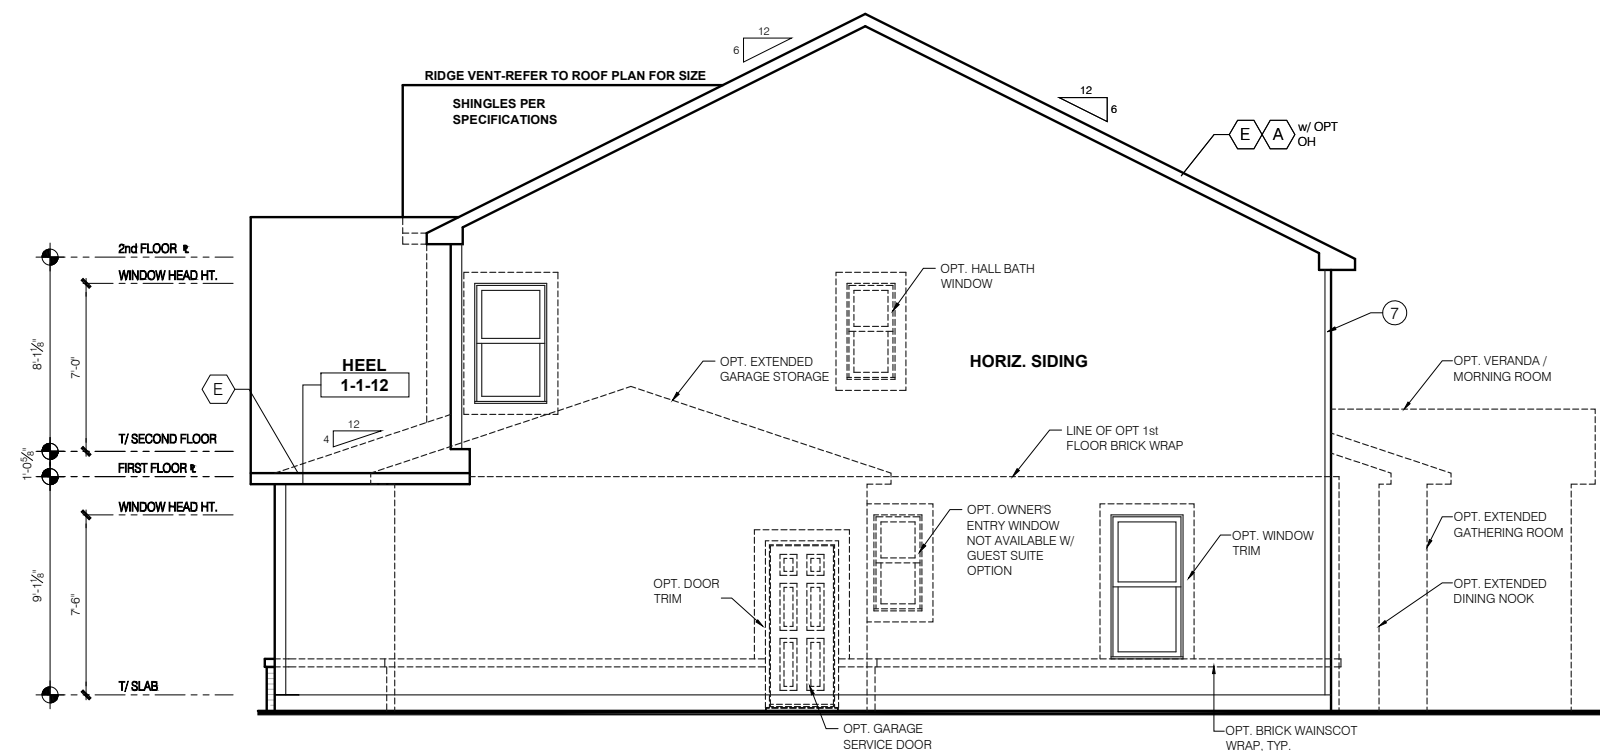 12
6
RIDGE VENT-REFER TO ROOF PLAN FOR SIZE
SHINGLES PER
SPECIFICATIONS
12
6
E
A
w/ OPT
OH
2nd FLOOR ℄
WINDOW HEAD HT.
OPT. HALL BATH
WINDOW
7
8'-1⅛"
7'-0"
HEEL
1-1-12
E
OPT. EXTENDED
GARAGE STORAGE
HORIZ. SIDING
OPT. VERANDA /
MORNING ROOM
12
4
T/ SECOND FLOOR
LINE OF OPT 1st
FLOOR BRICK WRAP
1'-0⅝"
FIRST FLOOR ℄
WINDOW HEAD HT.
OPT. OWNER'S
ENTRY WINDOW
NOT AVAILABLE W/
GUEST SUITE
OPTION
OPT. WINDOW
TRIM
OPT. EXTENDED
GATHERING ROOM
9'-1⅛"
7'-6"
OPT. DOOR
TRIM
OPT. EXTENDED
DINING NOOK
T/ SLAB
OPT. GARAGE
SERVICE DOOR
OPT. BRICK WAINSCOT
WRAP, TYP.